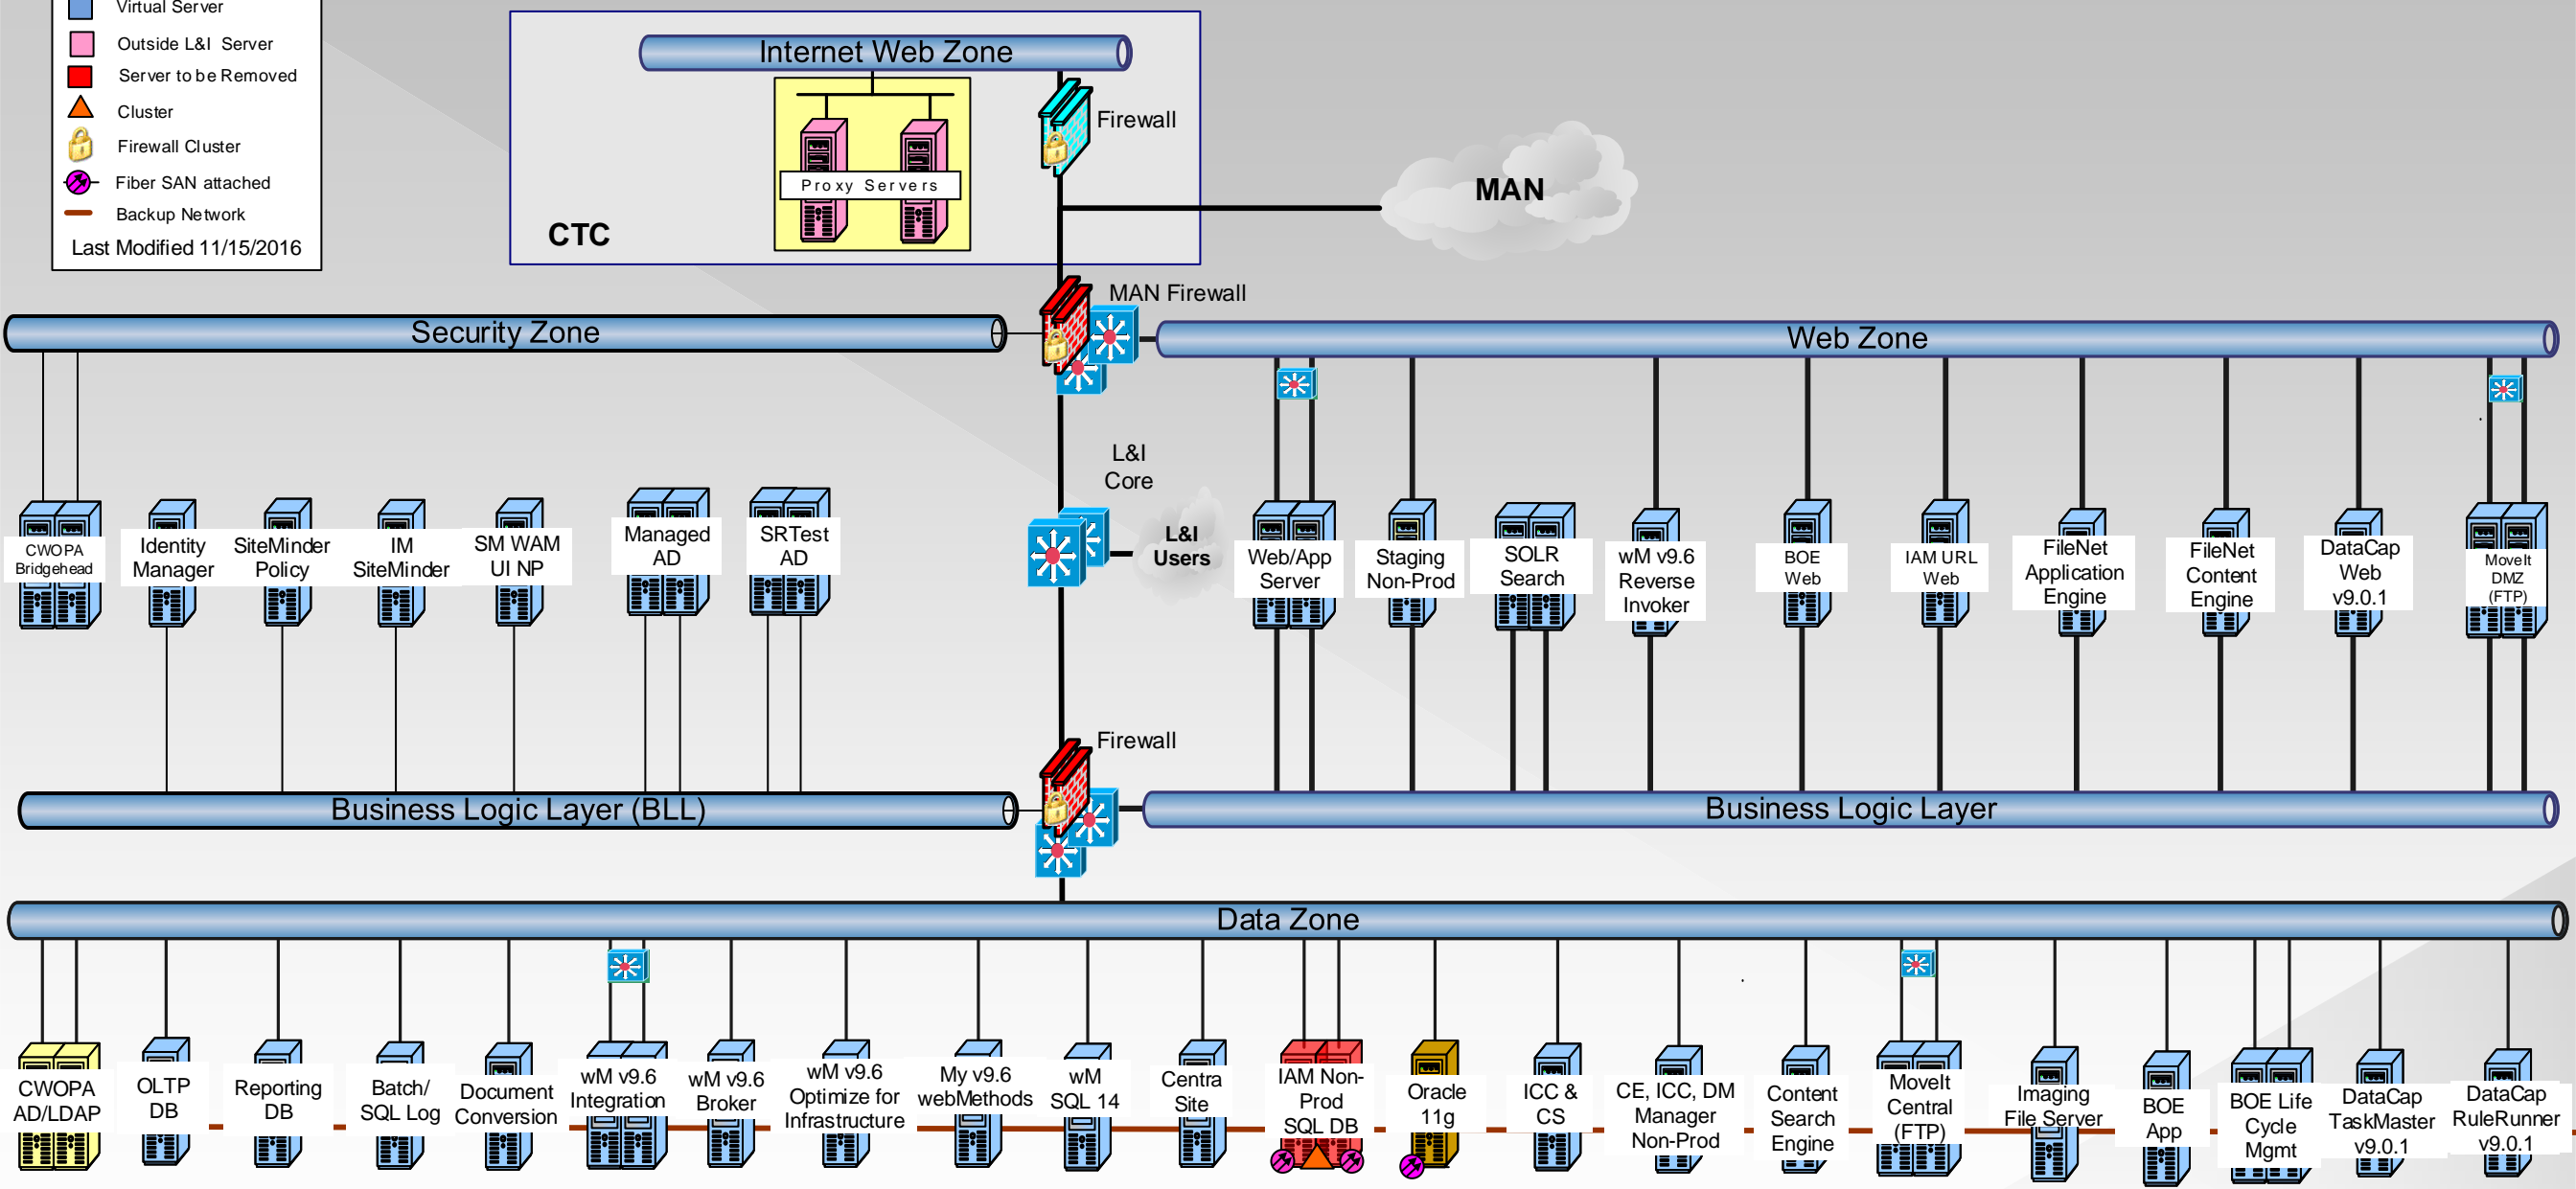 Virtual Server
Outside L&I Server
Server to be Removed
Cluster
Firewall Cluster
Fiber SAN attached
Backup Network
Last Modified 11/15/2016
Internet Web Zone
Firewall
Proxy Servers
CTC
MAN
MAN Firewall
Security Zone
Web Zone
L&I
Core
L&I
Users
CWOPA
Bridgehead
Identity
Manager
SiteMinder
Policy
IM
SiteMinder
SM WAM
UI NP
Managed
AD
SRTest
AD
Web/App
Server
Staging
Non-Prod
SOLR
Search
wM v9.6
Reverse
Invoker
BOE
Web
IAM URL
Web
FileNet
Application
Engine
FileNet
Content
Engine
DataCap
Web
v9.0.1
MoveIt
DMZ
(FTP)
Firewall
Business Logic Layer (BLL)
Business Logic Layer
Data Zone
CWOPA
AD/LDAP
OLTP
DB
Reporting
DB
Batch/
SQL Log
Document
Conversion
wM v9.6
Integration
wM v9.6
Broker
wM v9.6
Optimize for
Infrastructure
My v9.6
webMethods
wM
SQL 14
Centra
Site
IAM Non-
Prod
SQL DB
Oracle
11g
ICC &
CS
CE, ICC, DM
Manager
Non-Prod
Content
Search
Engine
MoveIt
Central
(FTP)
Imaging
File Server
BOE
App
BOE Life
Cycle
Mgmt
DataCap
TaskMaster
v9.0.1
DataCap
RuleRunner
v9.0.1